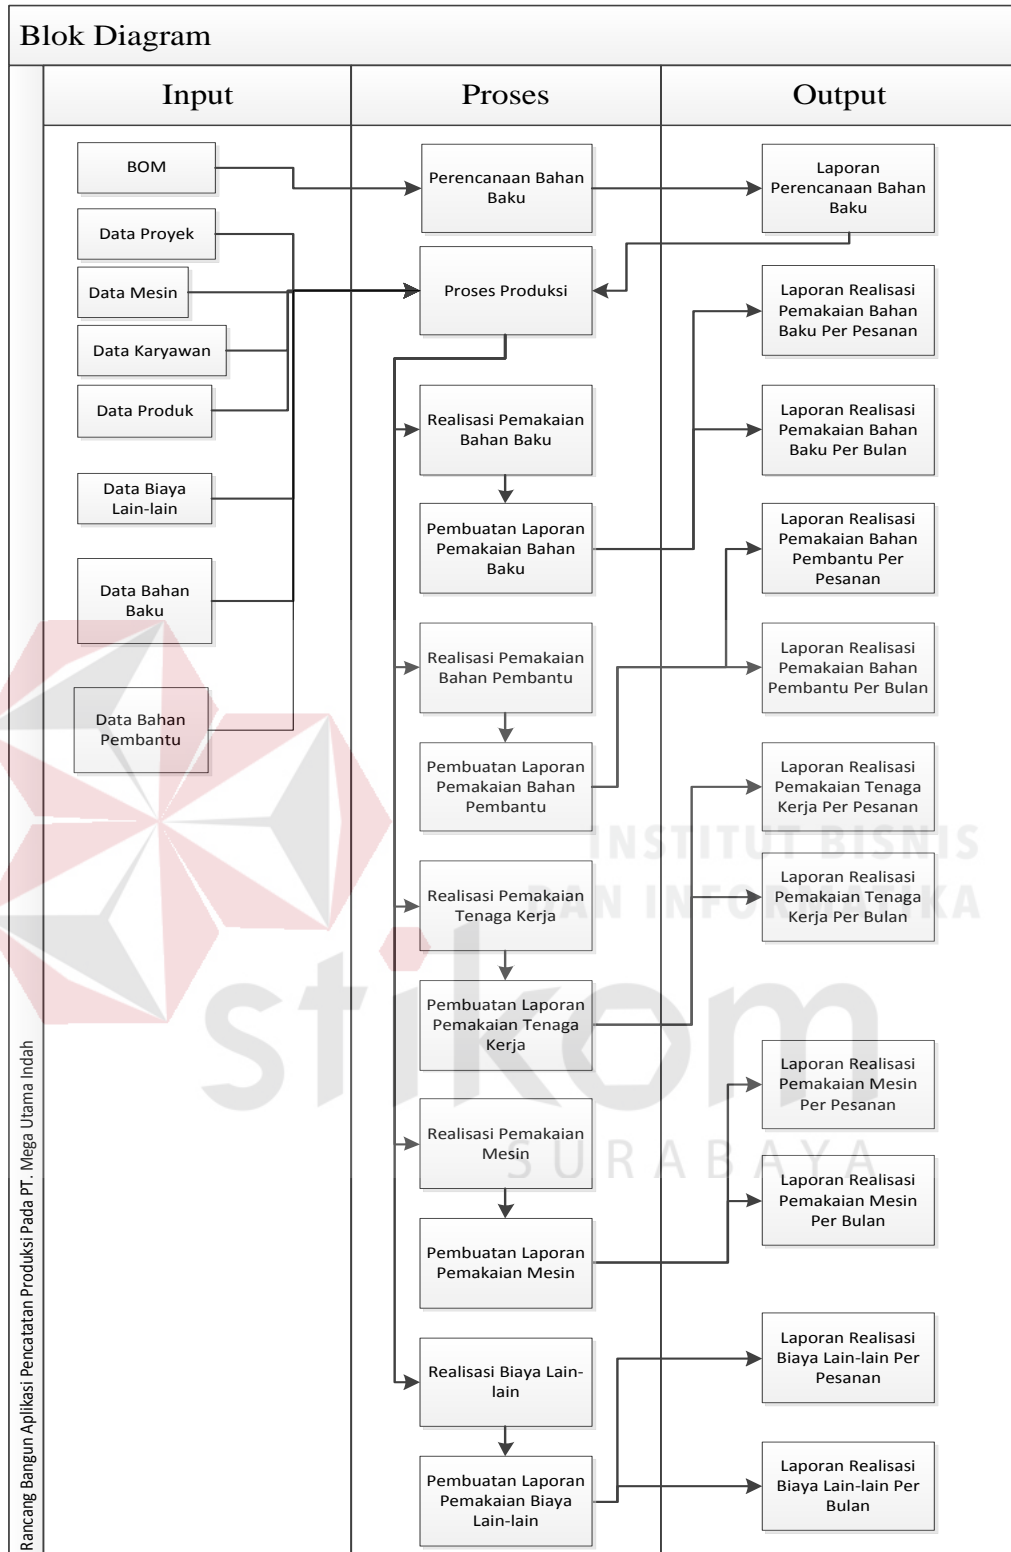 Blok Diagram
Input
Proses
Output
BOM
Data Proyek
Data Mesin
Data Karyawan
Data Produk
Data Biaya
Lain-lain
Data Bahan
Baku
Data Bahan
Pembantu
Perencanaan Bahan
Baku
Proses Produksi
Realisasi Pemakaian
Bahan Baku
Pembuatan Laporan
Pemakaian Bahan
Baku
Realisasi Pemakaian
Bahan Pembantu
Pembuatan Laporan
Pemakaian Bahan
Pembantu
Realisasi Pemakaian
Tenaga Kerja
Pembuatan Laporan
Pemakaian Tenaga
Kerja
Realisasi Pemakaian
Mesin
Pembuatan Laporan
Pemakaian Mesin
Realisasi Biaya Lain-
lain
Pembuatan Laporan
Pemakaian Biaya
Lain-lain
Laporan
Perencanaan Bahan
Baku
Laporan Realisasi
Pemakaian Bahan
Baku Per Pesanan
Laporan Realisasi
Pemakaian Bahan
Baku Per Bulan
Laporan Realisasi
Pemakaian Bahan
Pembantu Per
Pesanan
Laporan Realisasi
Pemakaian Bahan
Pembantu Per Bulan
Laporan Realisasi
Pemakaian Tenaga
Kerja Per Pesanan
Laporan Realisasi
Pemakaian Tenaga
Kerja Per Bulan
Laporan Realisasi
Pemakaian Mesin
Per Pesanan
Laporan Realisasi
Pemakaian Mesin
Per Bulan
Laporan Realisasi
Biaya Lain-lain Per
Pesanan
Laporan Realisasi
Biaya Lain-lain Per
Bulan
Rancang Bangun Aplikasi Pencatatan Produksi Pada PT. Mega Utama Indah
INSTITUT BISNIS
DAN INFORMATIKA
stikom
SURABAYA